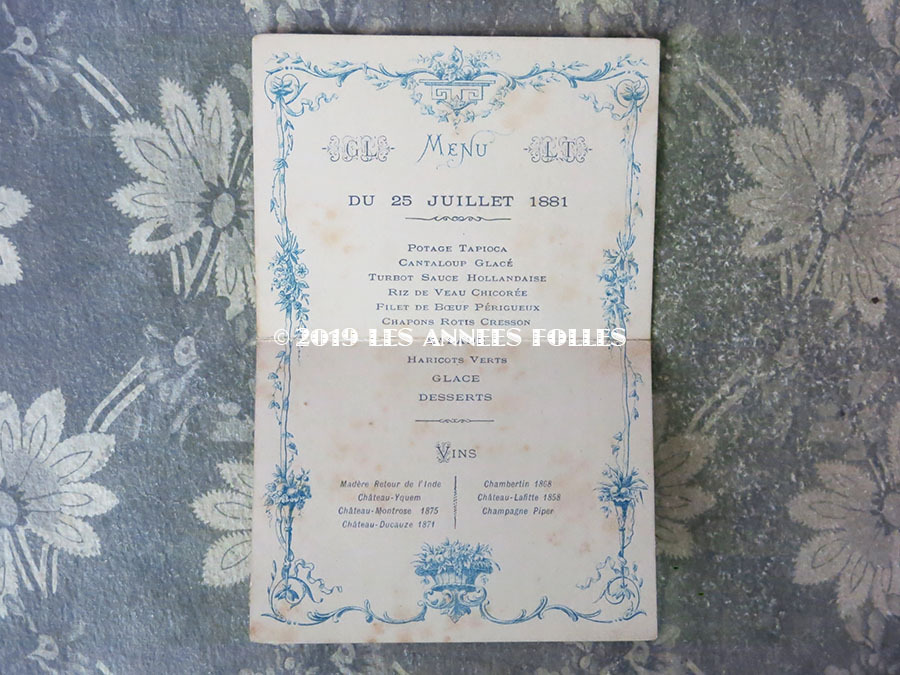 GL MENU LT
DU 25 JUILLET 1881
POTAGE TAPIOCA
CANTALOUP GLACÉ
TURBOT SAUCE HOLLANDAISE
RIZ DE VEAU CHICORÉE
FILET DE BŒUF PÉRIGUEUX
CHAPONS ROTIS CRESSON
© 2019 LES ANNEES FOLLES
HARICOTS VERTS
GLACE
DESSERTS
VINS
Madère Retour de l'Inde
Château-Yquem
Château-Montrose 1875
Château-Ducauze 1871
Chambertin 1868
Château-Lafitte 1858
Champagne Piper